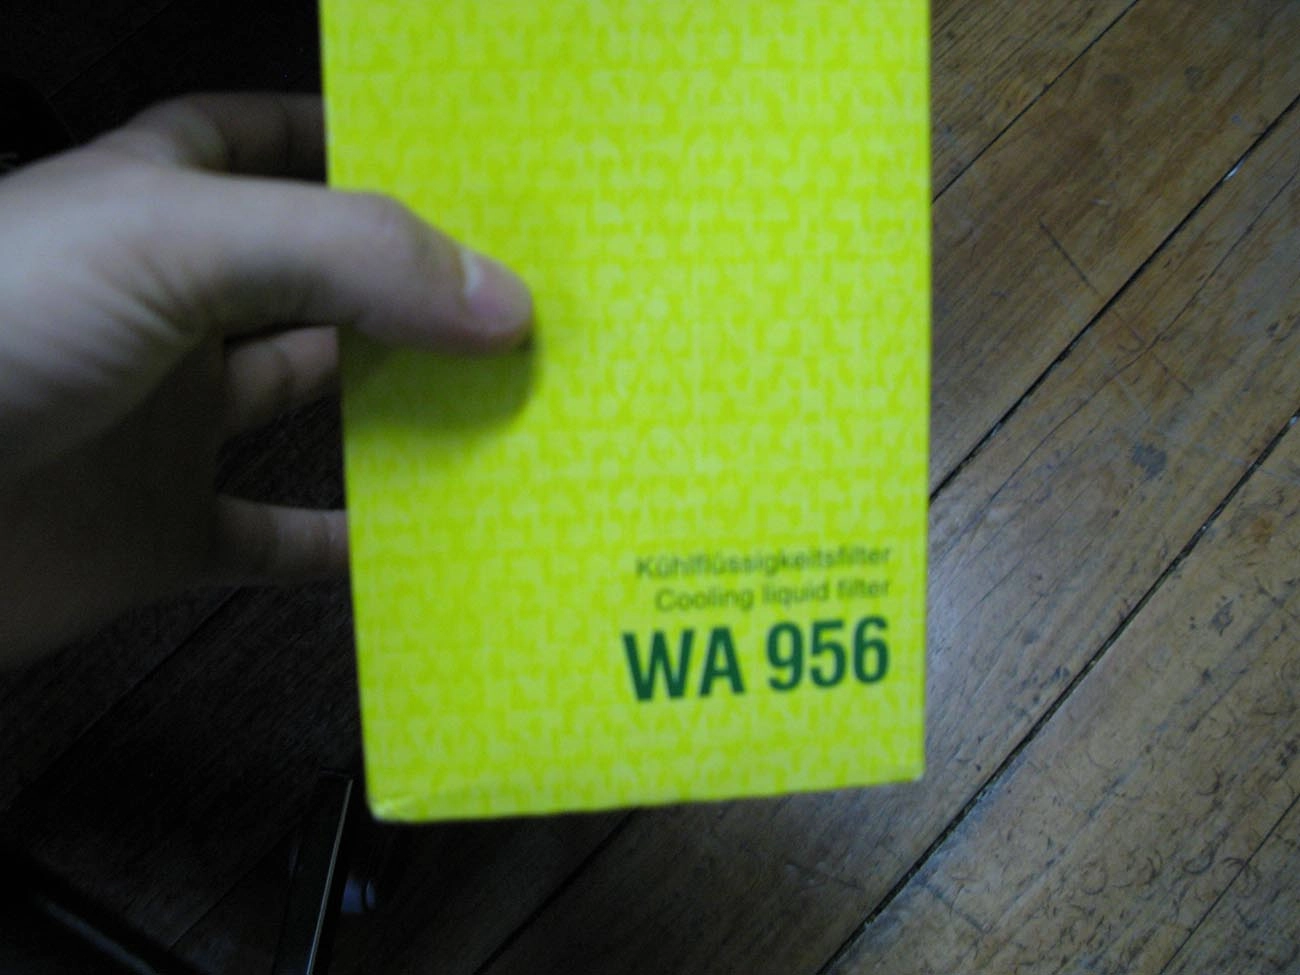 Kühlflüssigkeitsfilter
Cooling liquid filter
WA 956